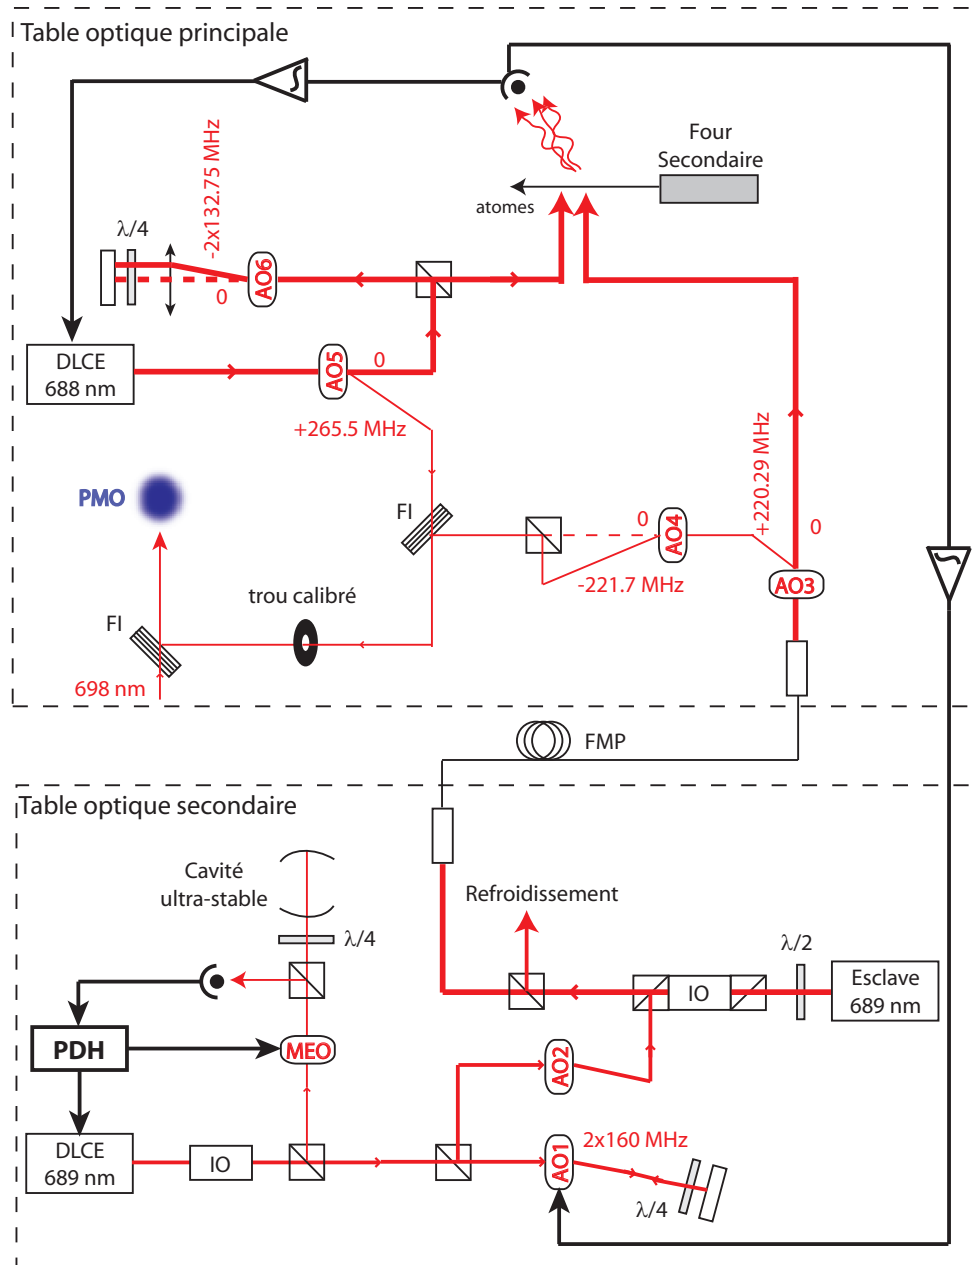 Table optique principale
Four
Secondaire
atomes
-2x132.75 MHz
λ/4
0
AO6
DLCE
688 nm
AO5
0
+265.5 MHz
PMO
FI
0
AO4
-221.7 MHz
+220.29 MHz
0
AO3
trou calibré
FI
698 nm
FMP
Table optique secondaire
Cavité
ultra-stable
λ/4
Refroidissement
λ/2
IO
Esclave
689 nm
PDH
MEO
AO2
DLCE
689 nm
IO
AO1
2x160 MHz
λ/4